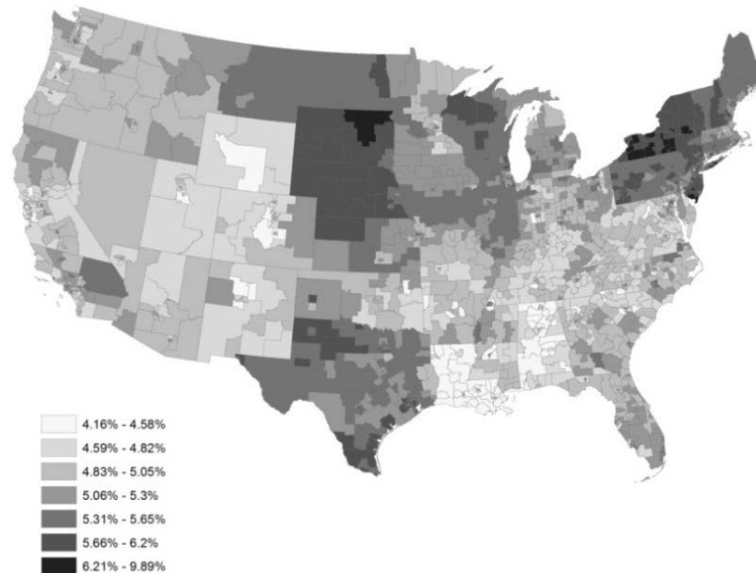 4.16% - 4.58%
4.59% - 4.82%
4.83% - 5.05%
5.06% - 5.3%
5.31% - 5.65%
5.66% - 6.2%
6.21% - 9.89%